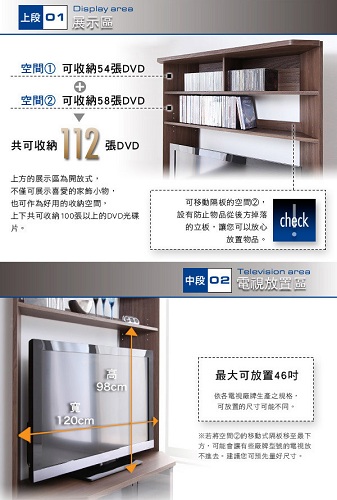 上段 01 Display area
展示區
空間① 可收納54張DVD
空間② 可收納58張DVD
共可收納112張DVD
上方的展示區為開放式，
不僅可展示喜愛的家飾小物，
也可作為好用的收納空間，
上下共可收納100張以上的DVD光碟
片。
可移動隔板的空間②，
設有防止物品從後方掉落
的立板，讓您可以放心
放置物品。
check
中段 02 Television area
電視放置區
高
98cm
寬
120cm
最大可放置46吋
依各電視廠牌生產之規格，
可放置的尺寸可能不同。
※若將空間②的移動式隔板移至最下
方，可能會讓有些廠牌型號的電視放
不進去。建議您可預先量好尺寸。